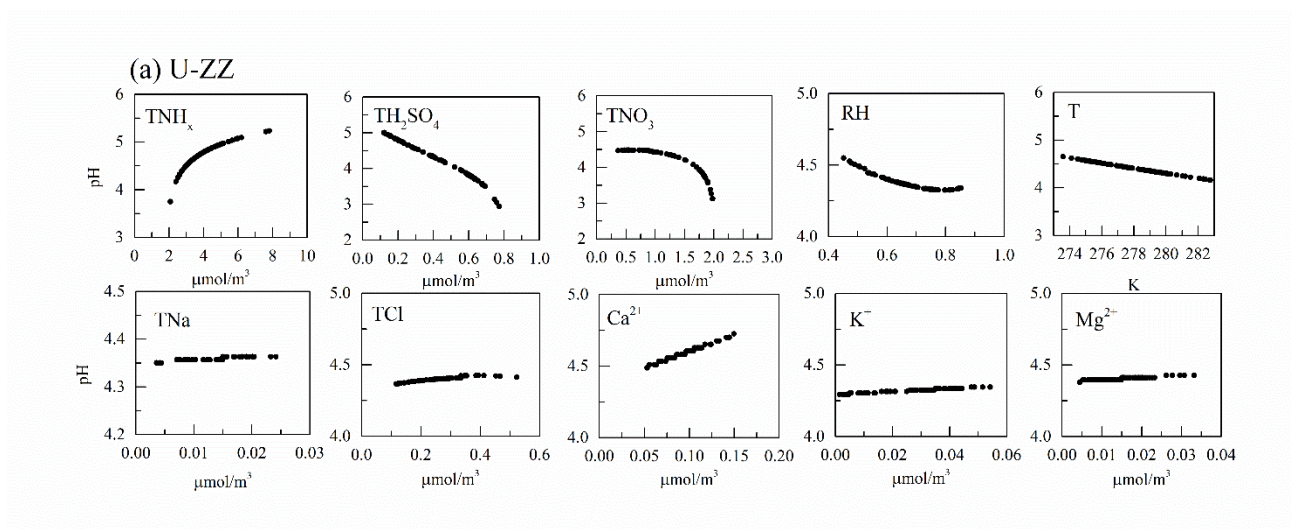 (a) U-ZZ
TNHₓ
TH₂SO₄
TNO₃
RH
T
pH
6
5
4
3
0 2 4 6 8 10
μmol/m³
6
5
4
3
2
0.0 0.2 0.4 0.6 0.8 1.0
μmol/m³
6
5
4
3
2
0.0 0.5 1.0 1.5 2.0 2.5 3.0
μmol/m³
5.0
4.5
4.0
0.4 0.6 0.8 1.0
6
5
4
3
274 276 278 280 282
K
TNa
TCl
Ca²⁺
K⁺
Mg²⁺
pH
4.5
4.4
4.3
4.2
0.00 0.01 0.02 0.03
μmol/m³
5.0
4.5
4.0
0.0 0.2 0.4 0.6
μmol/m³
5.0
4.5
4.0
0.00 0.05 0.10 0.15 0.20
μmol/m³
5.0
4.5
4.0
0.00 0.02 0.04 0.06
μmol/m³
5.0
4.5
4.0
0.00 0.01 0.02 0.03 0.04
μmol/m³